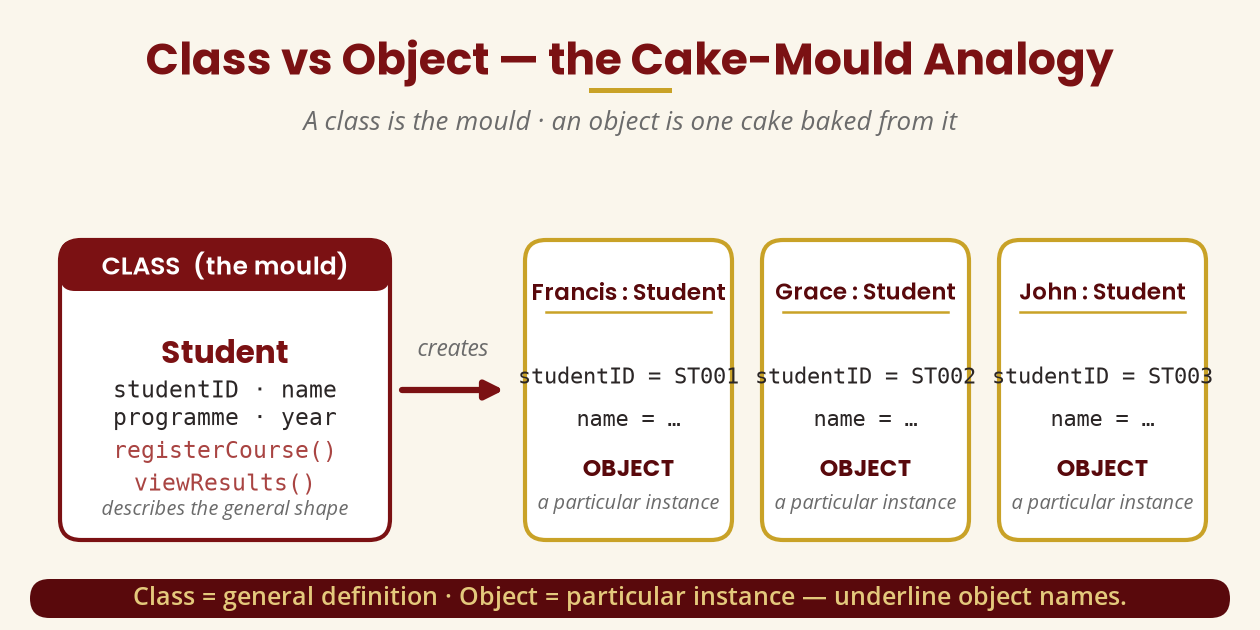 Class vs Object — the Cake-Mould Analogy
A class is the mould · an object is one cake baked from it
CLASS (the mould)
Student
studentID · name
programme · year
registerCourse()
viewResults()
describes the general shape
creates
Francis : Student
studentID = ST001
name = …
OBJECT
a particular instance
Grace : Student
studentID = ST002
name = …
OBJECT
a particular instance
John : Student
studentID = ST003
name = …
OBJECT
a particular instance
Class = general definition · Object = particular instance — underline object names.